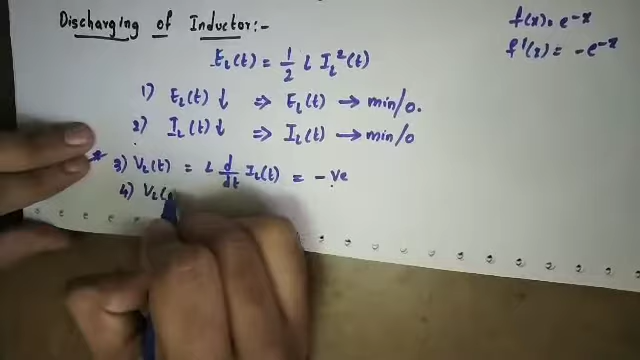 Discharging of Inductor:-
f(x) = e^-x
f'(x) = -e^-x
E_L(t) = 1/2 L I_L^2(t)
1) E_L(t) ↓ ⇒ E_L(t) → min/0.
2) I_L(t) ↓ ⇒ I_L(t) → min/0
* 3) V_L(t) = L d/dt I_L(t) = -ve
4) V_L(